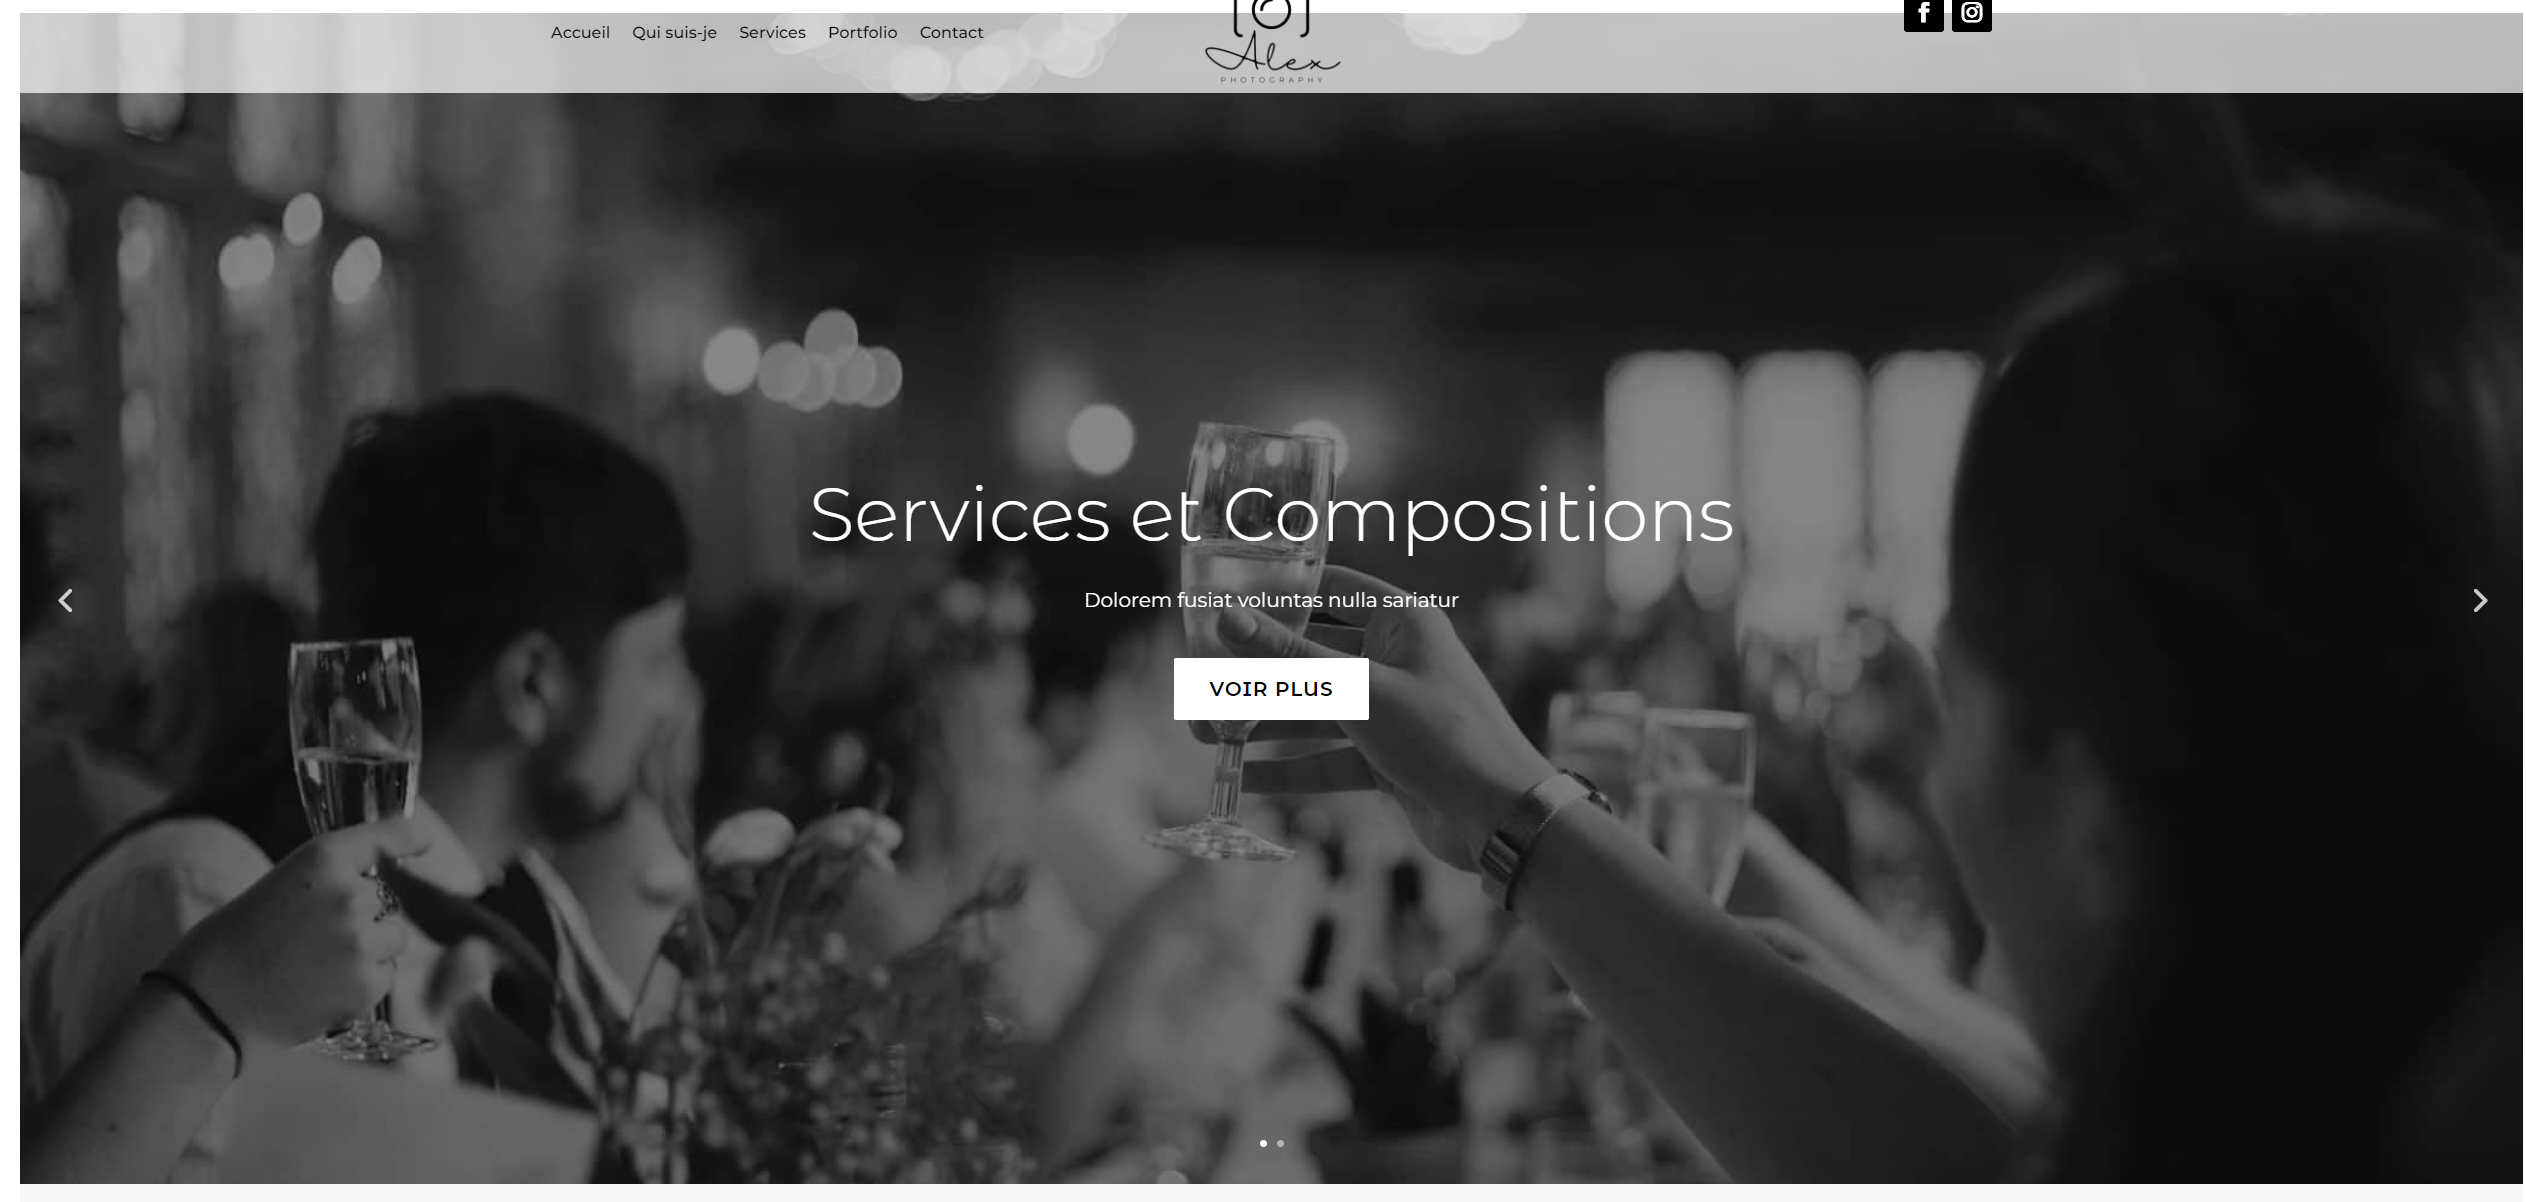 Accueil Qui suis-je Services Portfolio Contact
Alex
PHOTOGRAPHY
Services et Compositions
Dolorem fusiat voluntas nulla sariatur
VOIR PLUS